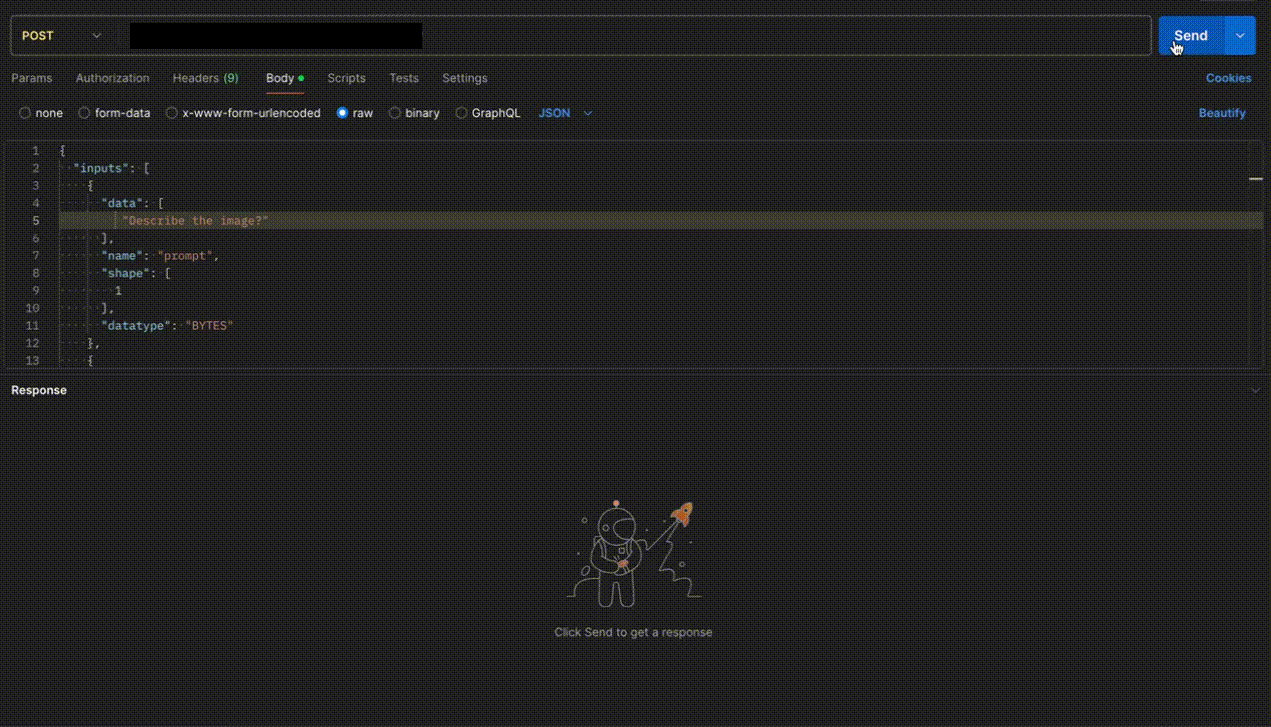 POST
Send
Params Authorization Headers (9) Body Scripts Tests Settings Cookies
none form-data x-www-form-urlencoded raw binary GraphQL JSON Beautify
1 {
2 "inputs": [
3 {
4 "data": [
5 "Describe the image?"
6 ],
7 "name": "prompt",
8 "shape": [
9 1
10 ],
11 "datatype": "BYTES"
12 },
13 {
Response
Click Send to get a response